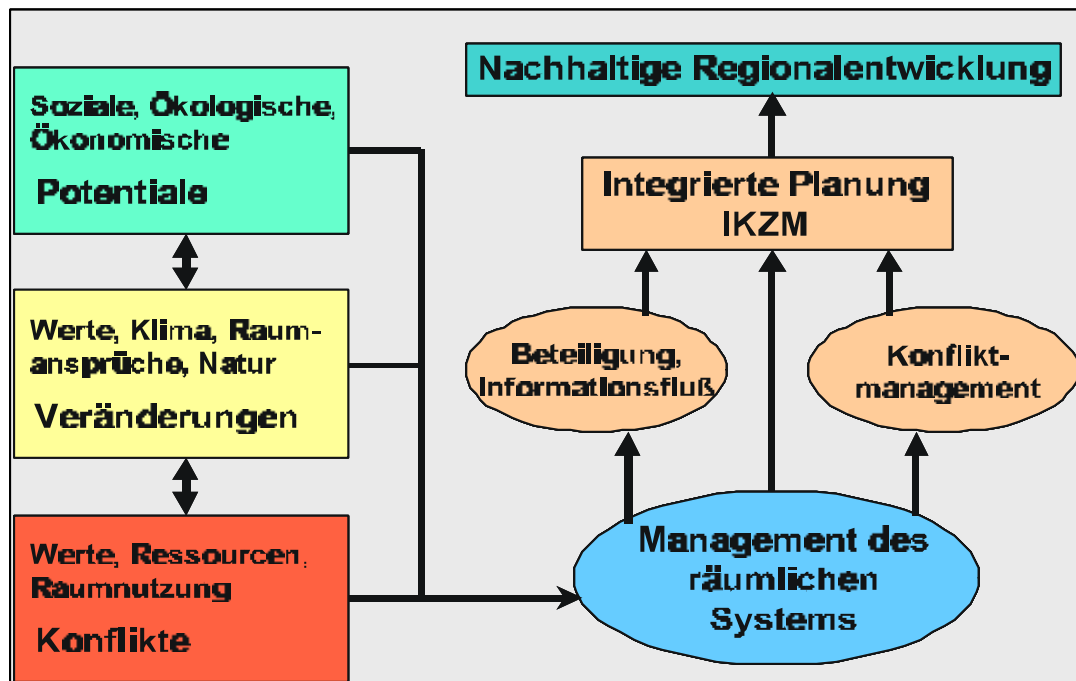 Soziale, Ökologische,
Ökonomische
Potentiale
Werte, Klima, Raum-
ansprüche, Natur
Veränderungen
Werte, Ressourcen,
Raumnutzung
Konflikte
Nachhaltige Regionalentwicklung
Integrierte Planung
IKZM
Beteiligung,
Informationsfluß
Konflikt-
management
Management des
räumlichen
Systems